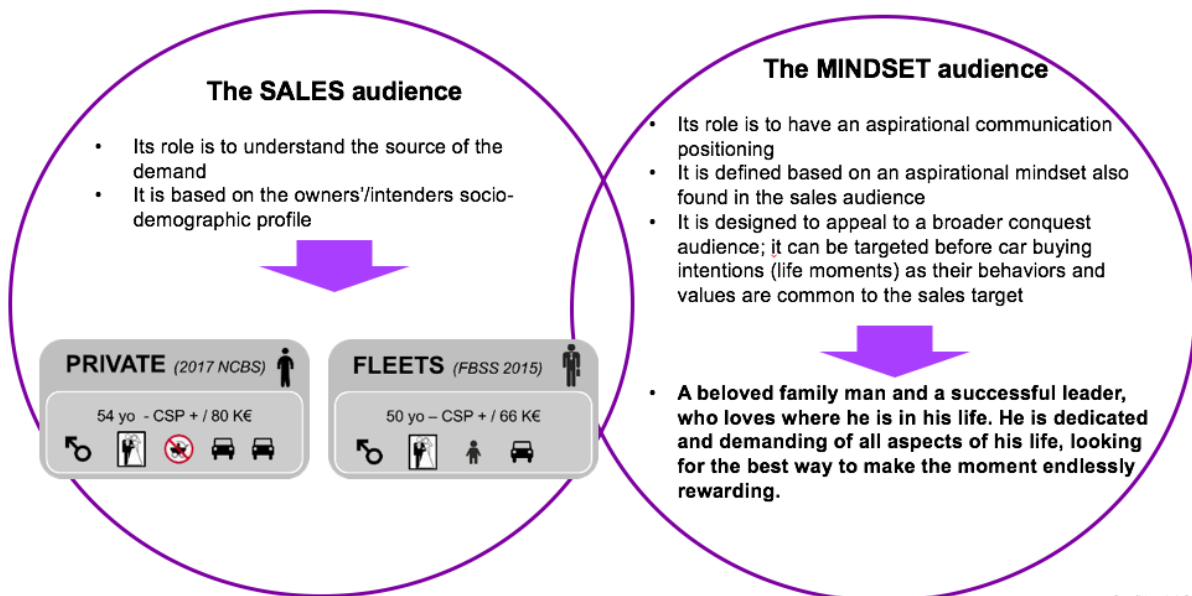 The SALES audience
• Its role is to understand the source of the
demand
• It is based on the owners'/intenders socio-
demographic profile
PRIVATE (2017 NCBS)
54 yo - CSP + / 80 K€
FLEETS (FBSS 2015)
50 yo – CSP + / 66 K€
The MINDSET audience
• Its role is to have an aspirational communication
positioning
• It is defined based on an aspirational mindset also
found in the sales audience
• It is designed to appeal to a broader conquest
audience; it can be targeted before car buying
intentions (life moments) as their behaviors and
values are common to the sales target
• A beloved family man and a successful leader,
who loves where he is in his life. He is dedicated
and demanding of all aspects of his life, looking
for the best way to make the moment endlessly
rewarding.